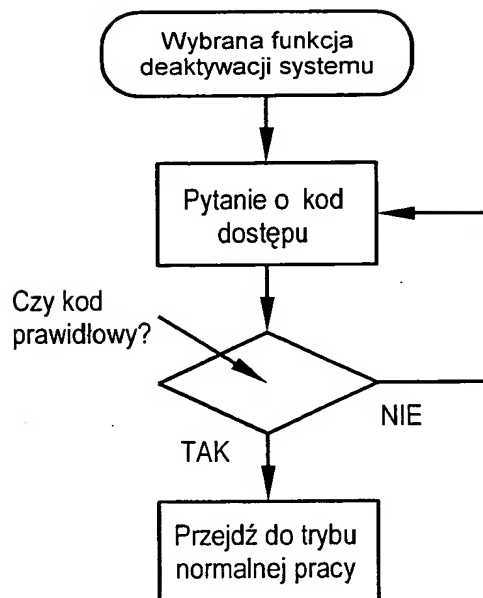 Wybrana funkcja
deaktywacji systemu
Pytanie o kod
dostępu
Czy kod
prawidłowy?
NIE
TAK
Przejdź do trybu
normalnej pracy